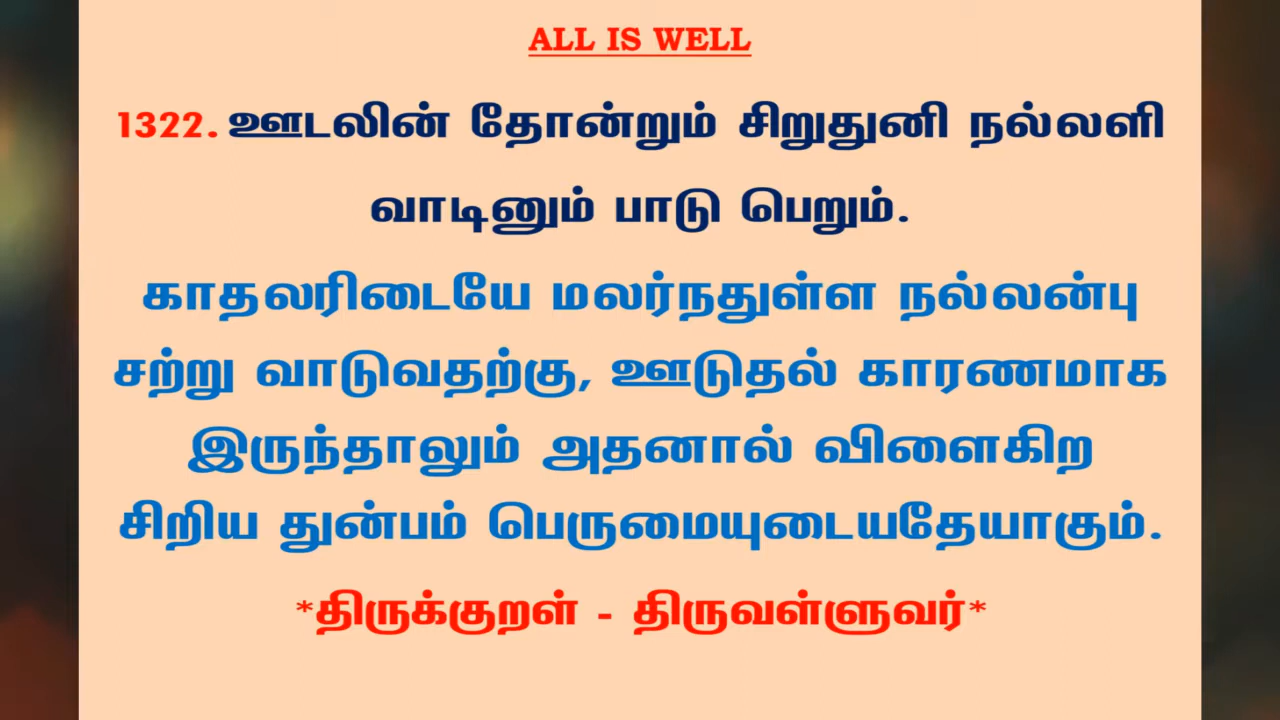 ALL IS WELL
1322. ஊடலின் தோன்றும் சிறுதுனி நல்லளி
வாடினும் பாடு பெறும்.
காதலரிடையே மலர்நதுள்ள நல்லன்பு
சற்று வாடுவதற்கு, ஊடுதல் காரணமாக
இருந்தாலும் அதனால் விளைகிற
சிறிய துன்பம் பெருமையுடையதேயாகும்.
*திருக்குறள் - திருவள்ளுவர்*